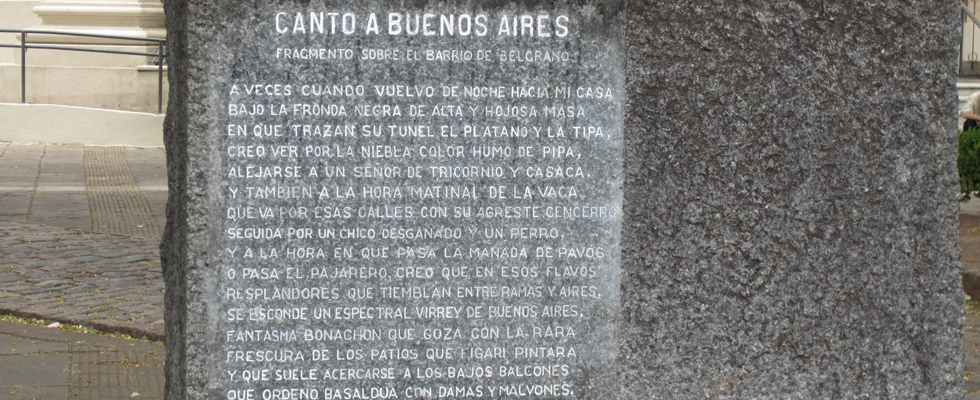 CANTO A BUENOS AIRES
FRAGMENTO SOBRE EL BARRIO DE BELGRANO
A VECES CUANDO VUELVO DE NOCHE HACIA MI CASA
BAJO LA FRONDA NEGRA DE ALTA Y HOJOSA MASA
EN QUE TRAZAN SU TUNEL EL PLATANO Y LA TIPA,
CREO VER POR LA NIEBLA COLOR HUMO DE PIPA,
ALEJARSE A UN SEÑOR DE TRICORNIO Y CASACA.
Y TAMBIEN A LA HORA MATINAL DE LA VACA
QUE VA POR ESAS CALLES CON SU AGRESTE CENCERRO
SEGUIDA POR UN CHICO DESGANADO Y UN PERRO,
Y A LA HORA EN QUE PASA LA MANADA DE PAVOS
O PASA EL PAJARERO, CREO QUE EN ESOS FLAVOS
RESPLANDORES QUE TIEMBLAN ENTRE RAMAS Y AIRES,
SE ESCONDE UN ESPECTRAL VIRREY DE BUENOS AIRES,
FANTASMA BONACHON QUE GOZA CON LA RARA
FRESCURA DE LOS PATIOS QUE FIGARI PINTARA
Y QUE SUELE ACERCARSE A LOS BAJOS BALCONES
QUE ORDENO BASALDUA CON DAMAS Y MALVONES.